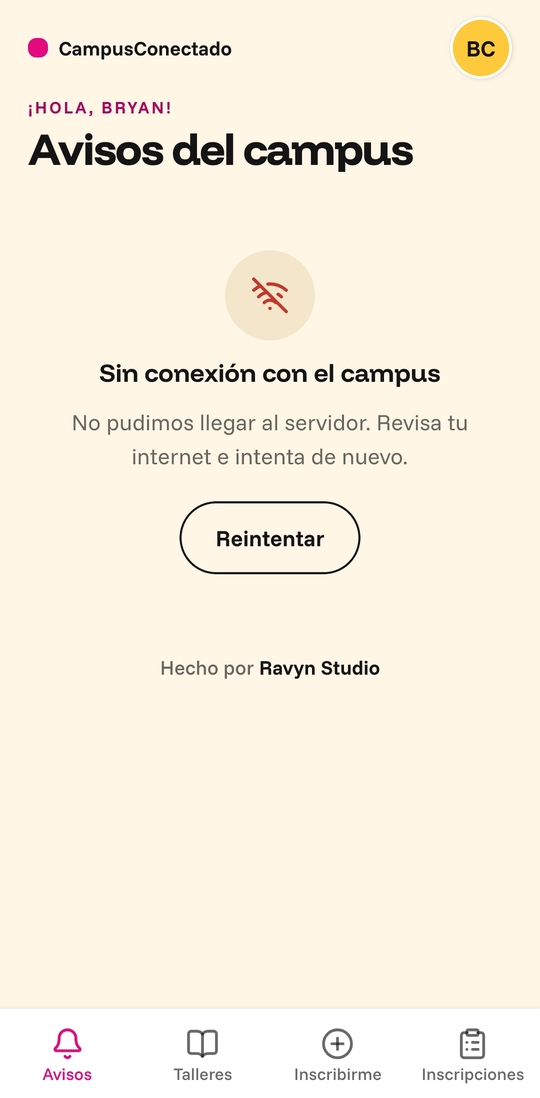 CampusConectado
BC
¡HOLA, BRYAN!
Avisos del campus
Sin conexión con el campus
No pudimos llegar al servidor. Revisa tu
internet e intenta de nuevo.
Reintentar
Hecho por Ravyn Studio
Avisos
Talleres
Inscribirme
Inscripciones